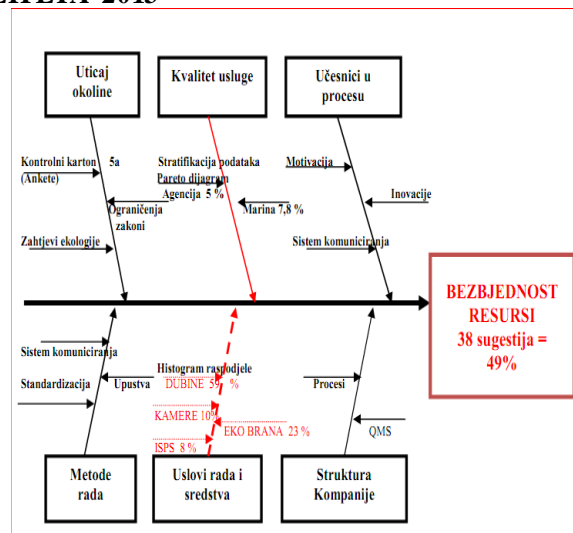 Uticaj
okoline
Kvalitet usluge
Učesnici u
procesu
Kontrolni karton 5a
(Ankete)
Ograničenja
zakoni
Zahtjevi ekologije
Stratifikacija podataka
Pareto dijagram
Agencija 5 %
Marina 7,8 %
Motivacija
Inovacije
Sistem komuniciranja
BEZBJEDNOST
RESURSI
38 sugestija =
49%
Sistem komuniciranja
Standardizacija
Upustva
Histogram raspodjele
DUBINE 59 %
KAMERE 10%
EKO BRANA 23 %
ISPS 8 %
Procesi
QMS
Metode
rada
Uslovi rada i
sredstva
Struktura
Kompanije